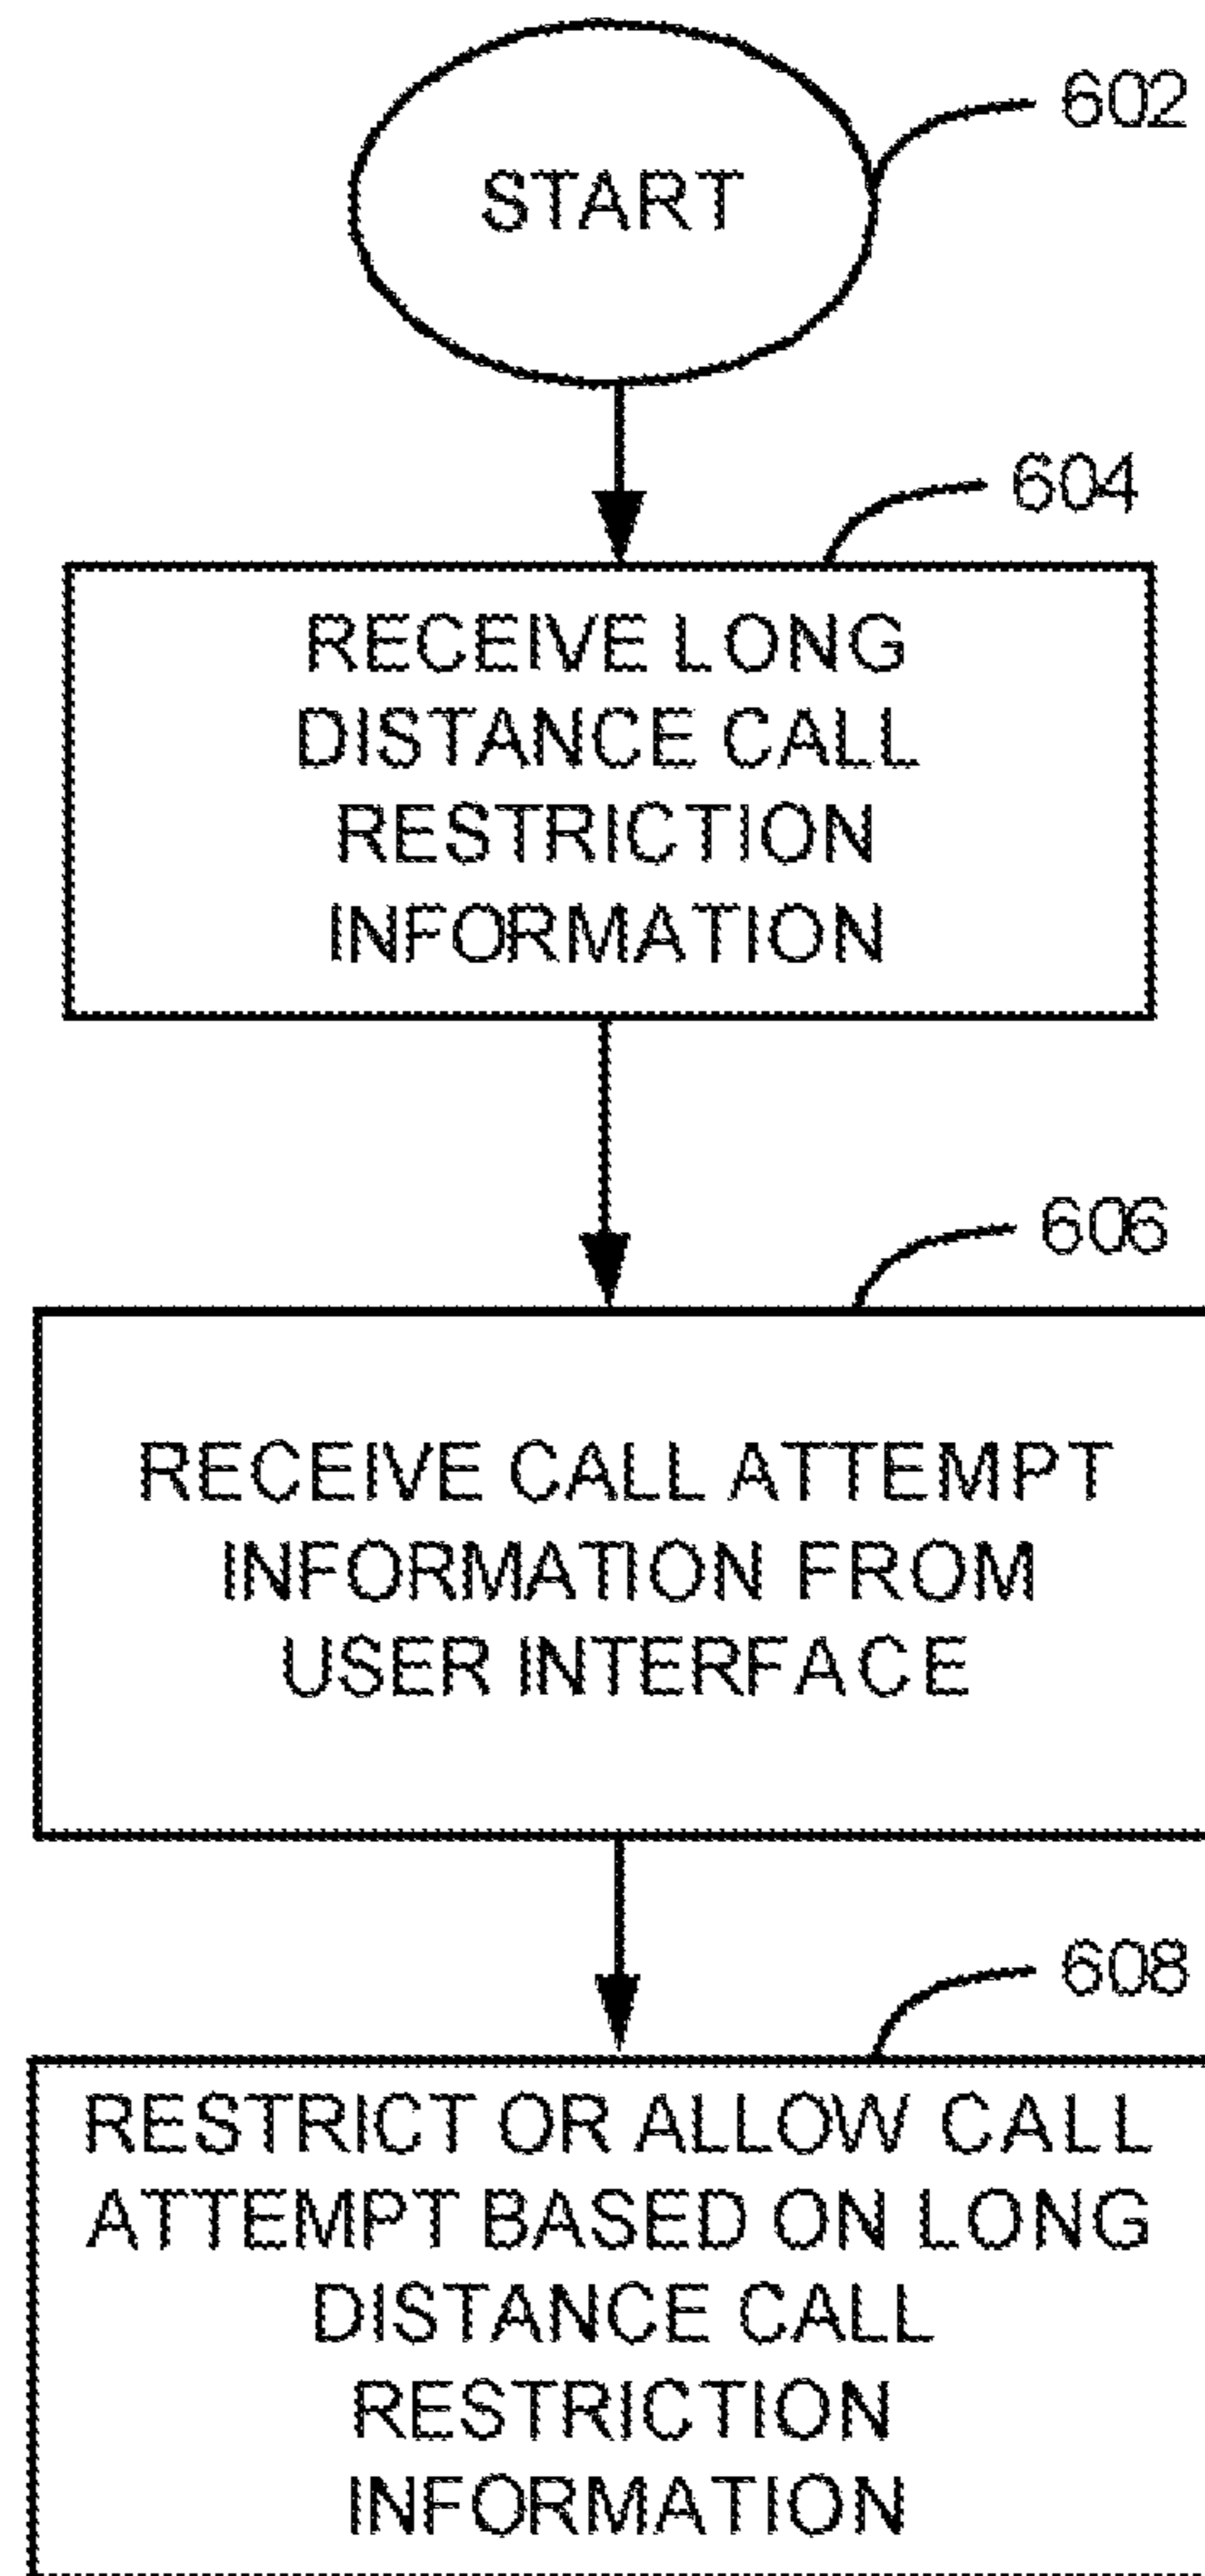 602
START
604
RECEIVE LONG
DISTANCE CALL
RESTRICTION
INFORMATION
606
RECEIVE CALL ATTEMPT
INFORMATION FROM
USER INTERFACE
608
RESTRICT OR ALLOW CALL
ATTEMPT BASED ON LONG
DISTANCE CALL
RESTRICTION
INFORMATION